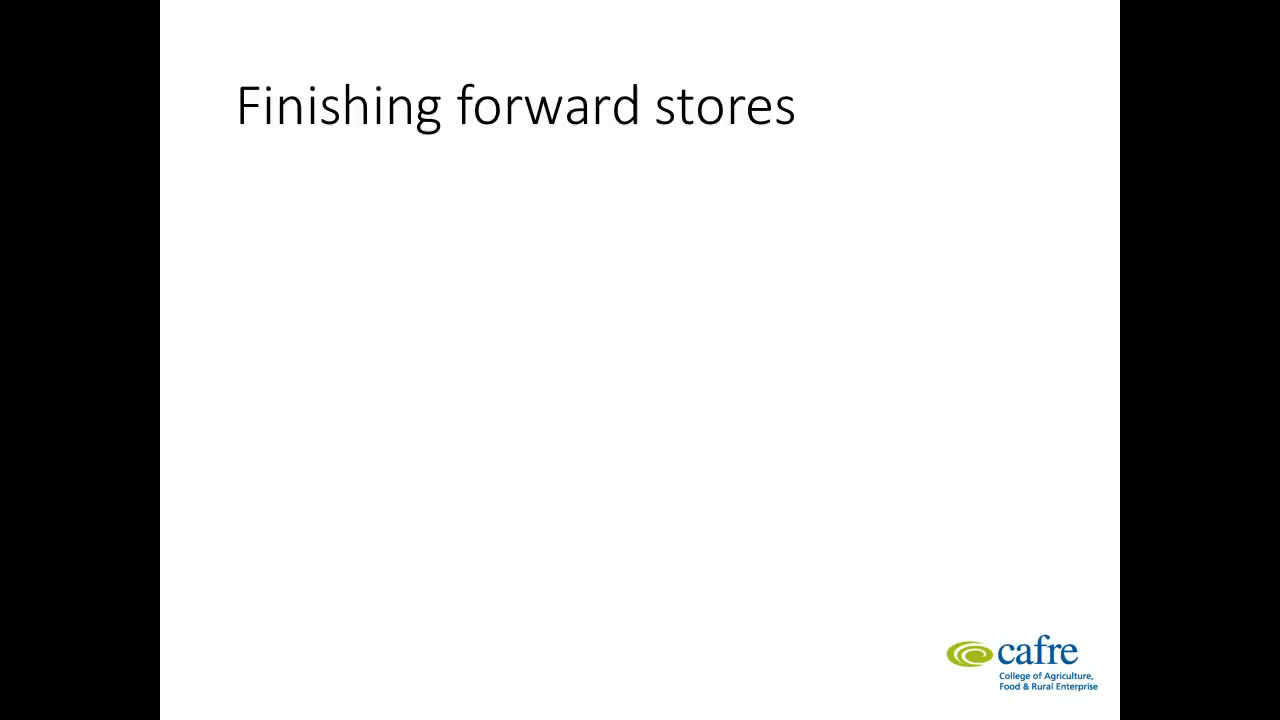 Finishing forward stores
cafre
College of Agriculture,
Food & Rural Enterprise